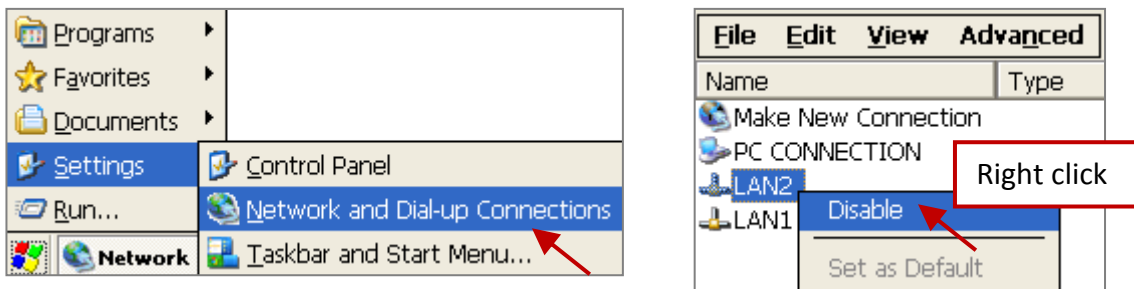 Programs
Favorites
Documents
Settings
Control Panel
Run...
Network and Dial-up Connections
Network
Taskbar and Start Menu...
File Edit View Advanced
Name Type
Make New Connection
PC CONNECTION
Right click
LAN2
Disable
LAN1
Set as Default